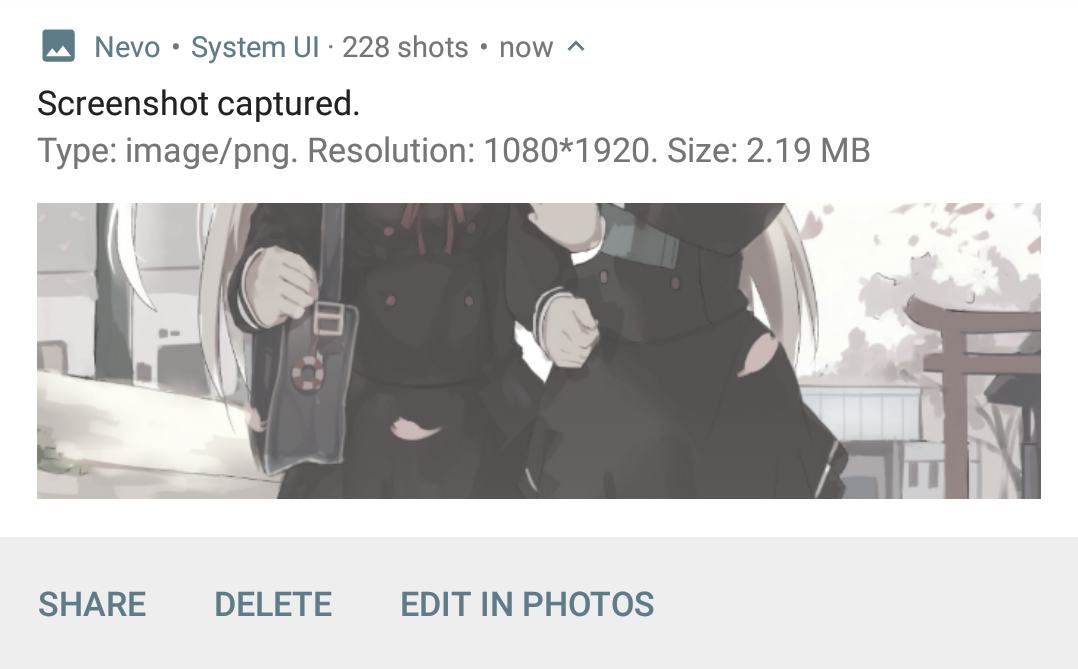 Nevo • System UI · 228 shots • now
Screenshot captured.
Type: image/png. Resolution: 1080*1920. Size: 2.19 MB
SHARE DELETE EDIT IN PHOTOS